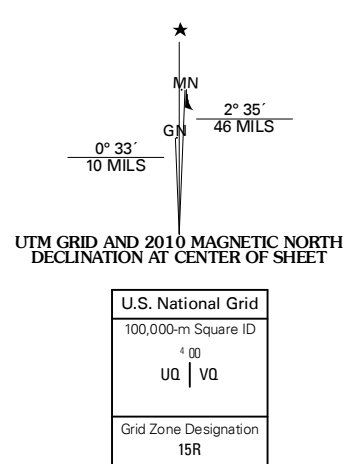 ★
MN
2° 35´
46 MILS
GN
0° 33´
10 MILS
UTM GRID AND 2010 MAGNETIC NORTH
DECLINATION AT CENTER OF SHEET
U.S. National Grid
100,000-m Square ID
4 00
UQ VQ
Grid Zone Designation
15R